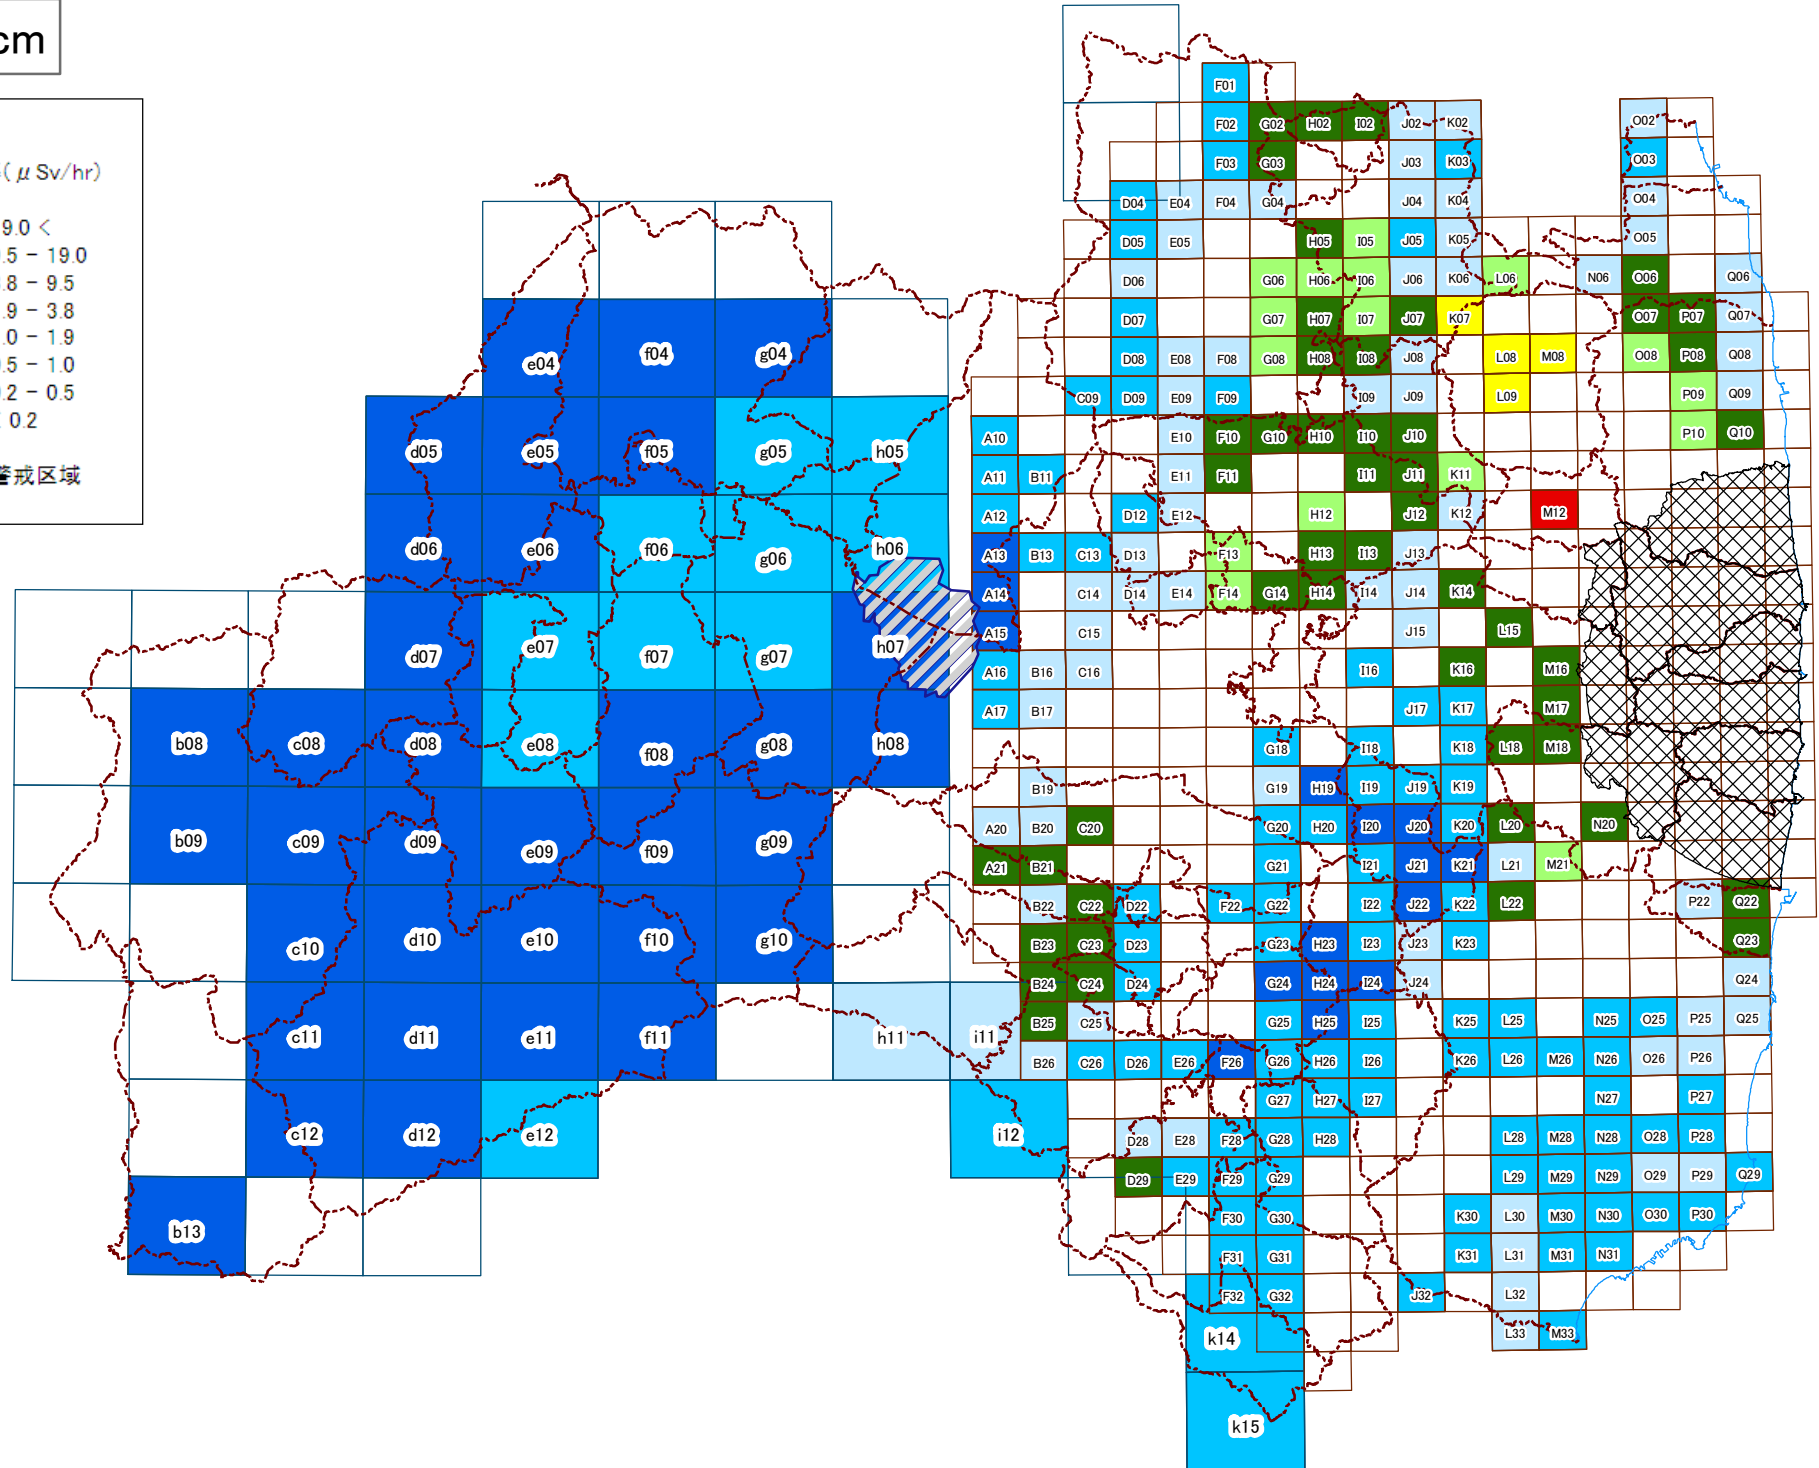 cm
(μSv/hr)
9.0 <
.5 - 19.0
.8 - 9.5
.9 - 3.8
.0 - 1.9
.5 - 1.0
.2 - 0.5
0.2
警戒区域
F01
F02 G02 H02 I02 J02 K02 O02
F03 G03 J03 K03 O03
D04 E04 F04 G04 J04 K04 O04
D05 E05 H05 I05 J05 K05 O05
D06 G06 H06 I06 J06 K06 L06 N06 O06 Q06
D07 G07 H07 I07 J07 K07 O07 P07 Q07
e04 f04 g04 D08 E08 F08 G08 H08 I08 J08 L08 M08 O08 P08 Q08
C09 D09 E09 F09 I09 J09 L09 P09 Q09
d05 e05 f05 g05 h05 A10 E10 F10 G10 H10 I10 J10 P10 Q10
A11 B11 E11 F11 I11 J11 K11
A12 D12 E12 H12 J12 K12 M12
d06 e06 f06 g06 h06 A13 B13 C13 D13 F13 H13 I13 J13
A14 C14 D14 E14 F14 G14 H14 I14 J14 K14
A15 C15 J15 L15
d07 e07 f07 g07 h07 A16 B16 C16 I16 K16 M16
A17 B17 J17 K17 M17
b08 c08 d08 e08 f08 g08 h08 G18 I18 K18 L18 M18
B19 G19 H19 I19 J19 K19
A20 B20 C20 G20 H20 I20 J20 K20 L20 N20
b09 c09 d09 e09 f09 g09 A21 B21 G21 I21 J21 K21 L21 M21
B22 C22 D22 F22 G22 I22 J22 K22 L22 P22 Q22
c10 d10 e10 f10 g10 B23 C23 D23 G23 H23 I23 J23 K23 Q23
B24 C24 D24 G24 H24 I24 J24 Q24
B25 C25 G25 H25 I25 K25 L25 N25 O25 P25 Q25
c11 d11 e11 f11 h11 i11
B26 C26 D26 E26 F26 G26 H26 I26 K26 L26 M26 N26 O26 P26
G27 H27 I27 N27 P27
c12 d12 e12 i12 D28 E28 F28 G28 H28 L28 M28 N28 O28 P28
D29 E29 F29 G29 L29 M29 N29 O29 P29 Q29
b13 F30 G30 K30 L30 M30 N30 O30 P30
F31 G31 K31 L31 M31 N31
F32 G32 J32 L32
k14 L33 M33
k15